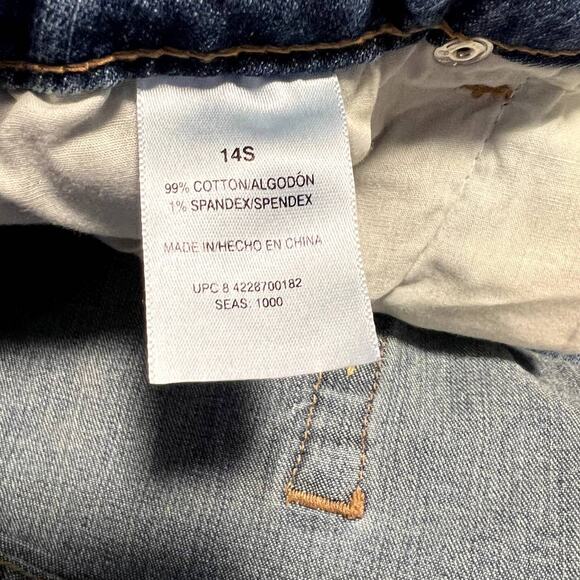 14S
99% COTTON/ALGODÓN
1% SPANDEX/SPENDEX
MADE IN/HECHO EN CHINA
UPC 8 4228700182
SEAS: 1000